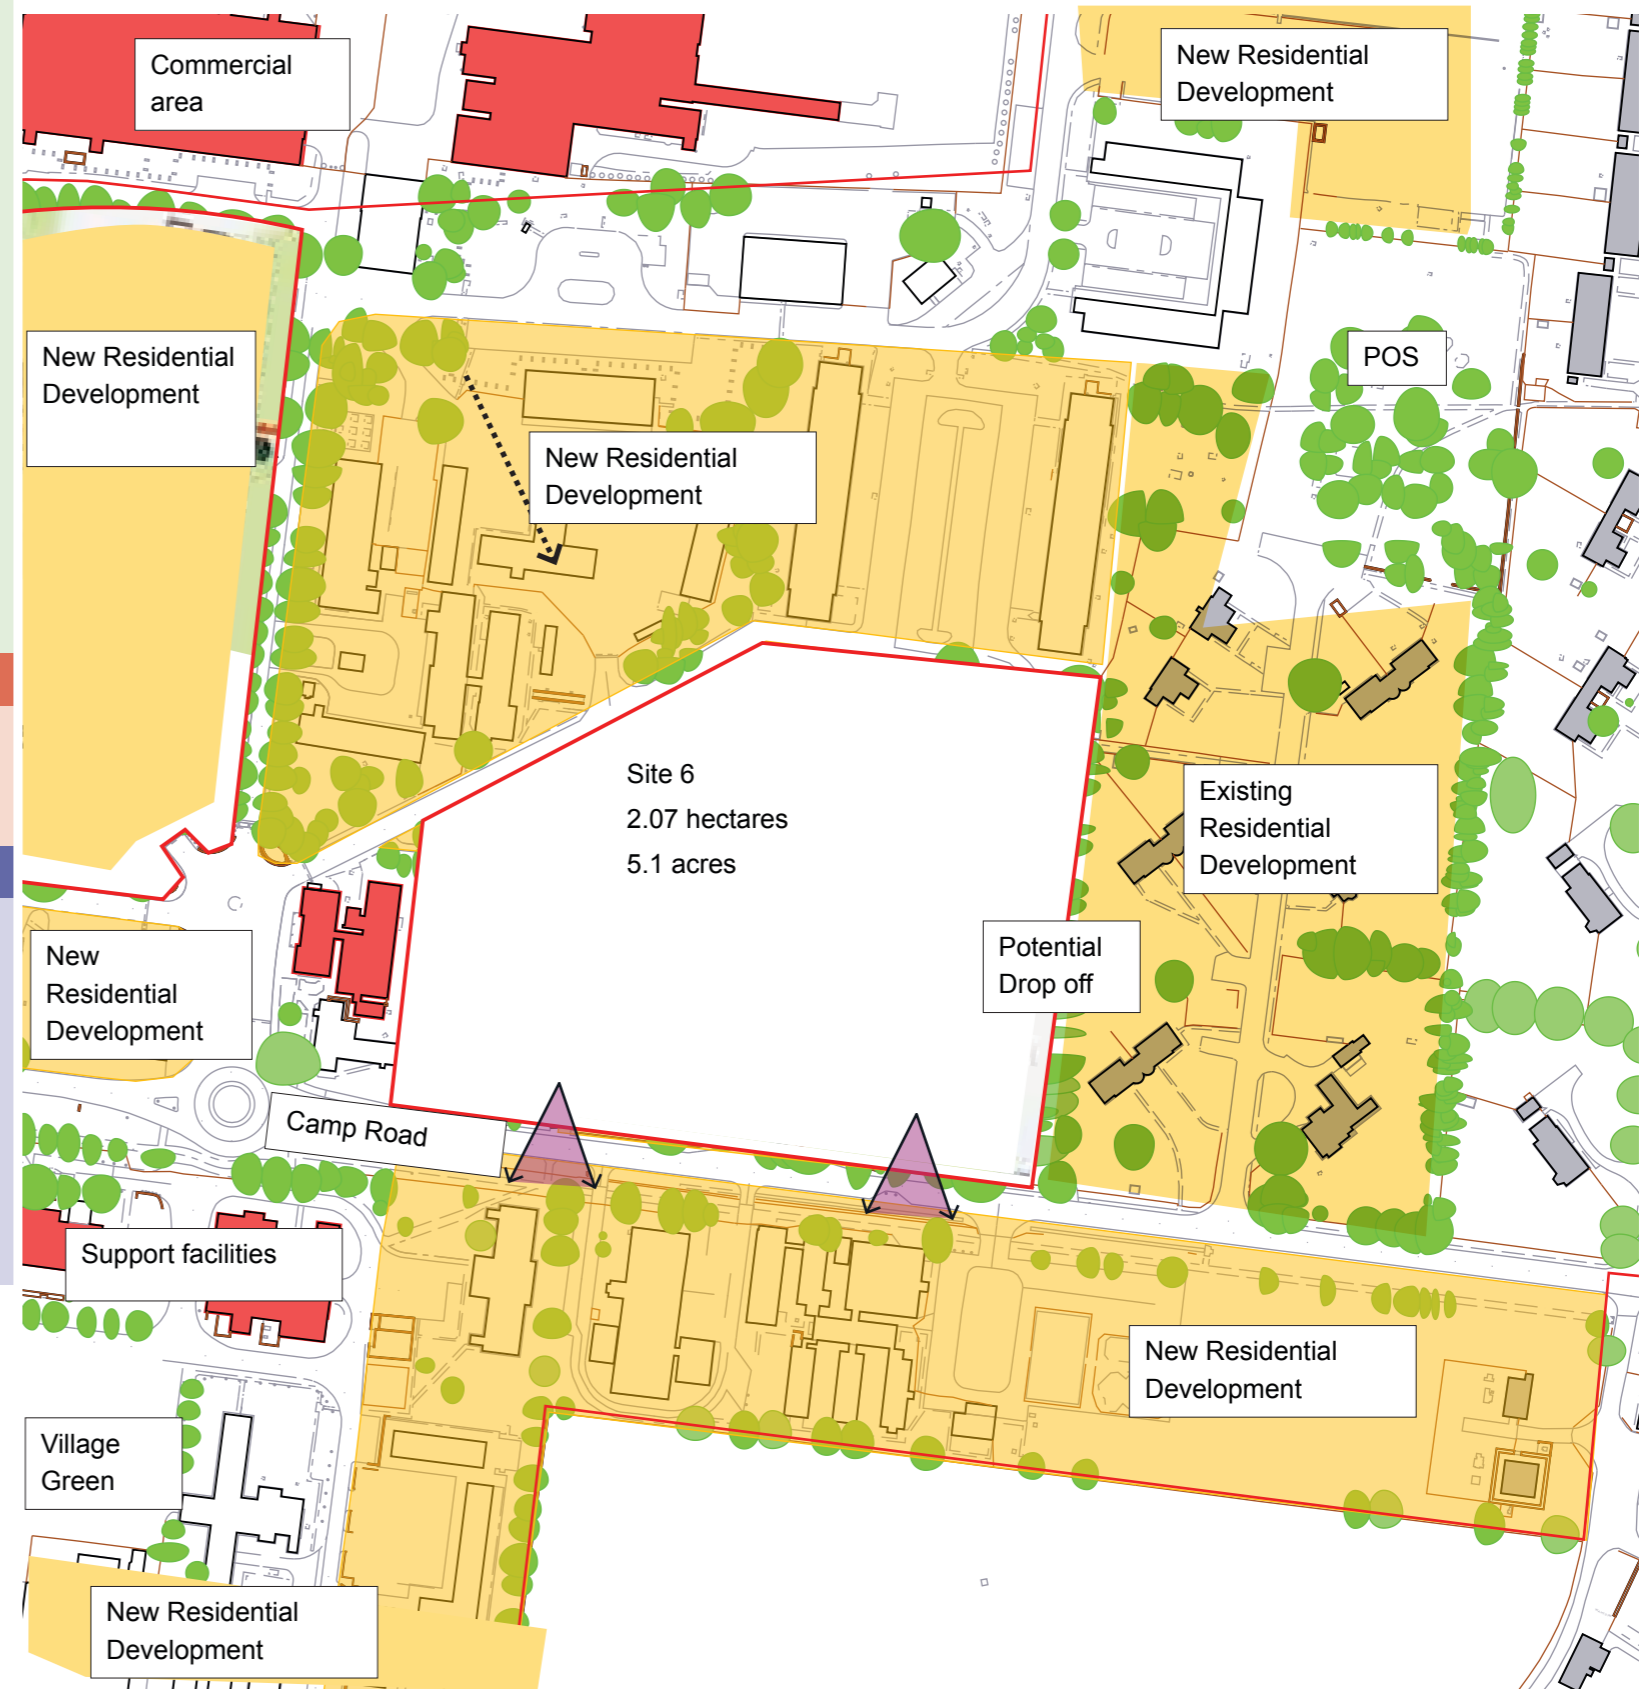 Commercial
area
New Residential
Development
New Residential
Development
POS
New Residential
Development
Site 6
2.07 hectares
5.1 acres
Existing
Residential
Development
New
Residential
Development
Potential
Drop off
Camp Road
Support facilities
New Residential
Development
Village
Green
New Residential
Development